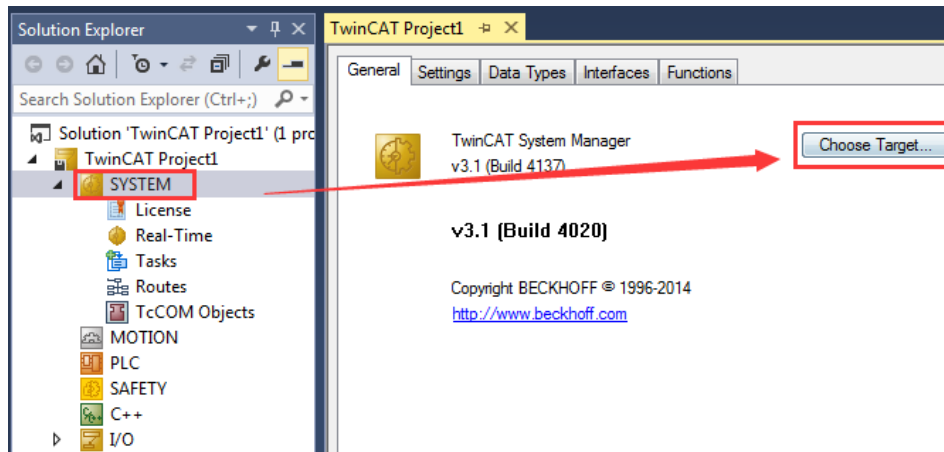 Solution Explorer
TwinCAT Project1
General
Settings
Data Types
Interfaces
Functions
Search Solution Explorer (Ctrl+;)
Solution 'TwinCAT Project1' (1 pro
TwinCAT Project1
SYSTEM
License
Real-Time
Tasks
Routes
TcCOM Objects
MOTION
PLC
SAFETY
C++
I/O
TwinCAT System Manager
v3.1 (Build 4137)
Choose Target...
v3.1 (Build 4020)
Copyright BECKHOFF © 1996-2014
http://www.beckhoff.com